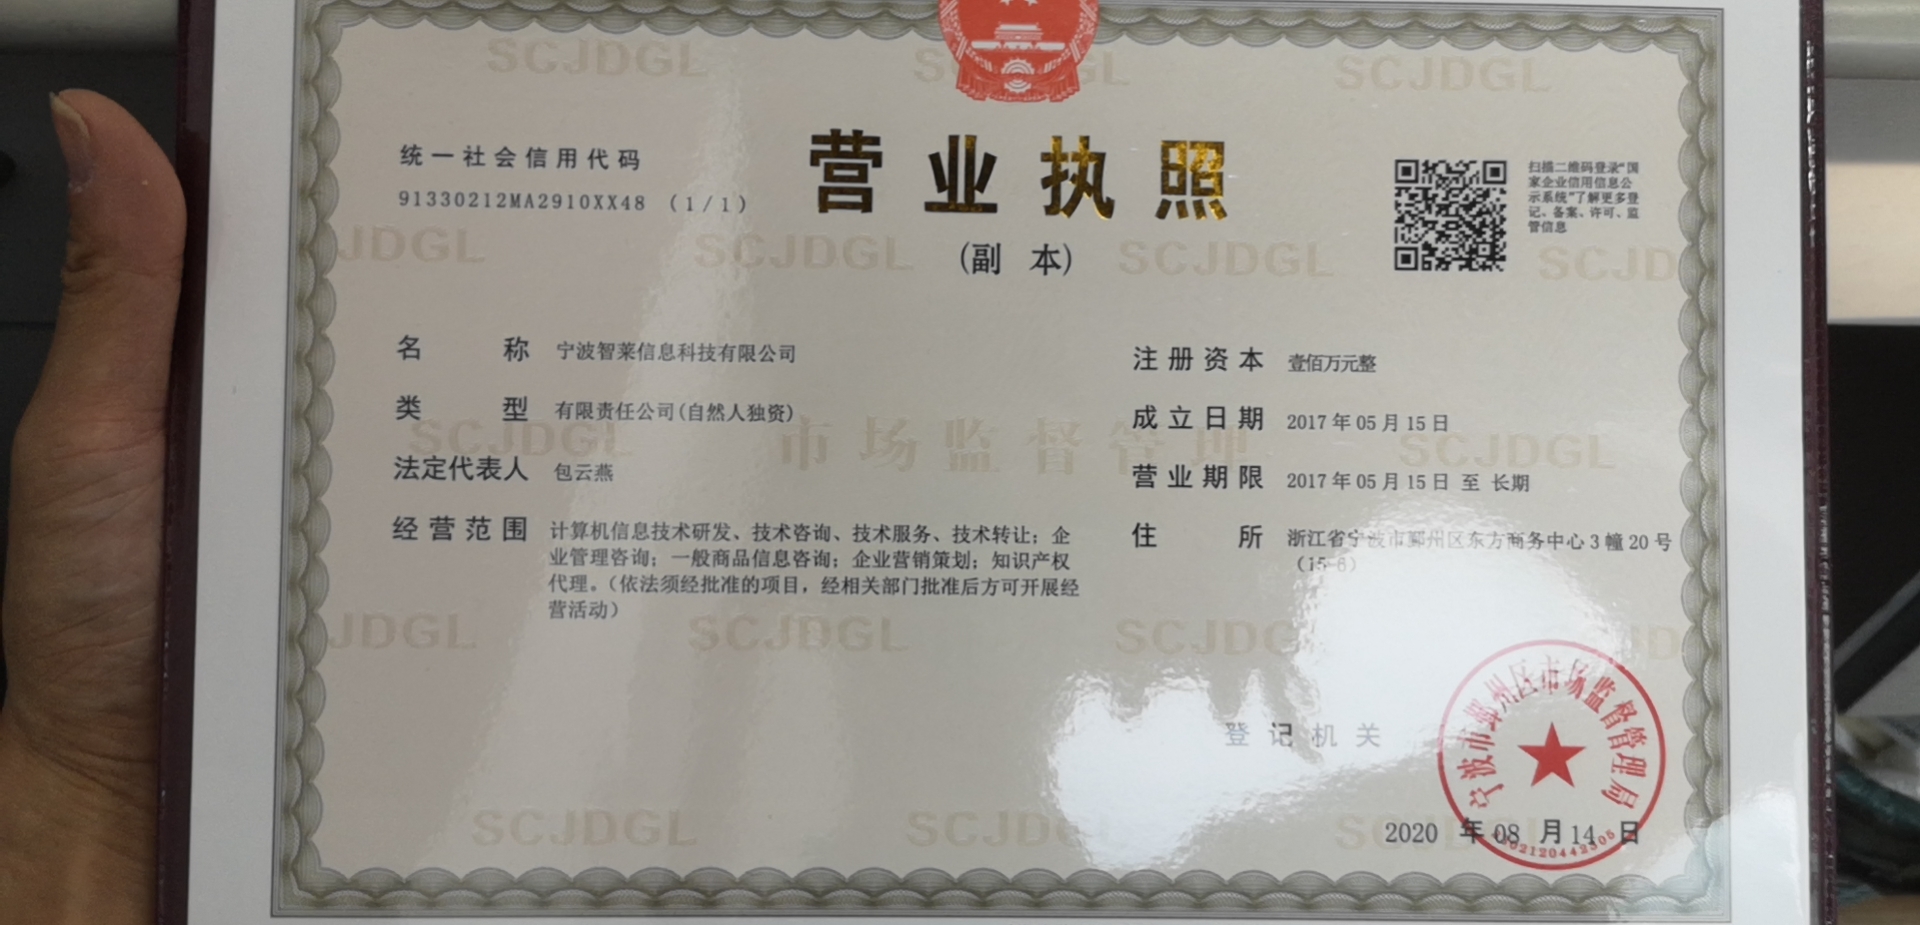 营业执照
(副 本)
统一社会信用代码
91330212MA2910XX48 (1/1)
扫描二维码登录“国
家企业信用信息公
示系统”了解更多登
记、备案、许可、监
管信息
名称 宁波智莱信息科技有限公司
类型 有限责任公司(自然人独资)
法定代表人 包云燕
经营范围 计算机信息技术研发、技术咨询、技术服务、技术转让；企
业管理咨询；一般商品信息咨询；企业营销策划；知识产权
代理。（依法须经批准的项目，经相关部门批准后方可开展经
营活动）
注册资本 壹佰万元整
成立日期 2017年05月15日
营业期限 2017年05月15日 至 长期
住所 浙江省宁波市鄞州区东方商务中心3幢20号
（15-6）
登记机关
宁波市鄞州区市场监督管理局
2020 年 08 月 14 日
SCJDGL
市场监督管理